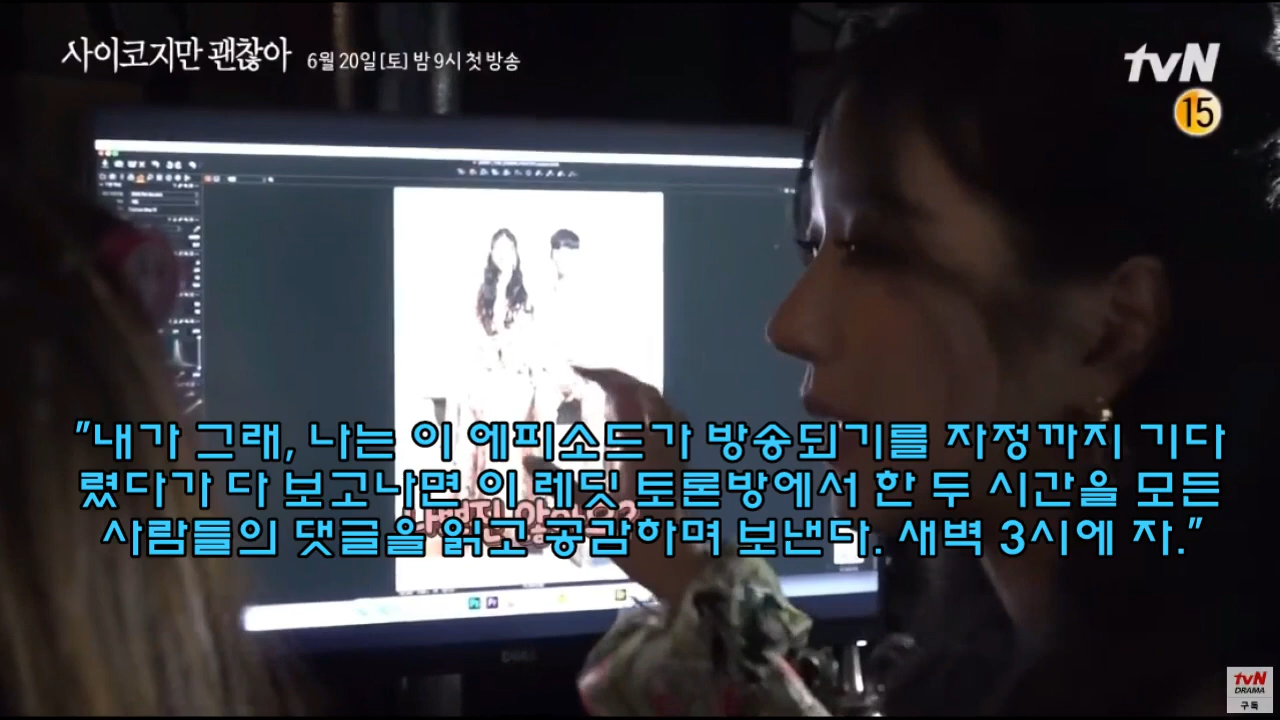 사이코지만 괜찮아 6월 20일[토] 밤 9시 첫 방송
tvN
15
"내가 그래, 나는 이 에피소드가 방송되기를 자정까지 기다
렸다가 다 보고나면 이 레딧 토론방에서 한 두 시간을 모든
사람들의 댓글을 읽고 공감하며 보낸다. 새벽 3시에 자."
DELL
tvN
DRAMA
구독